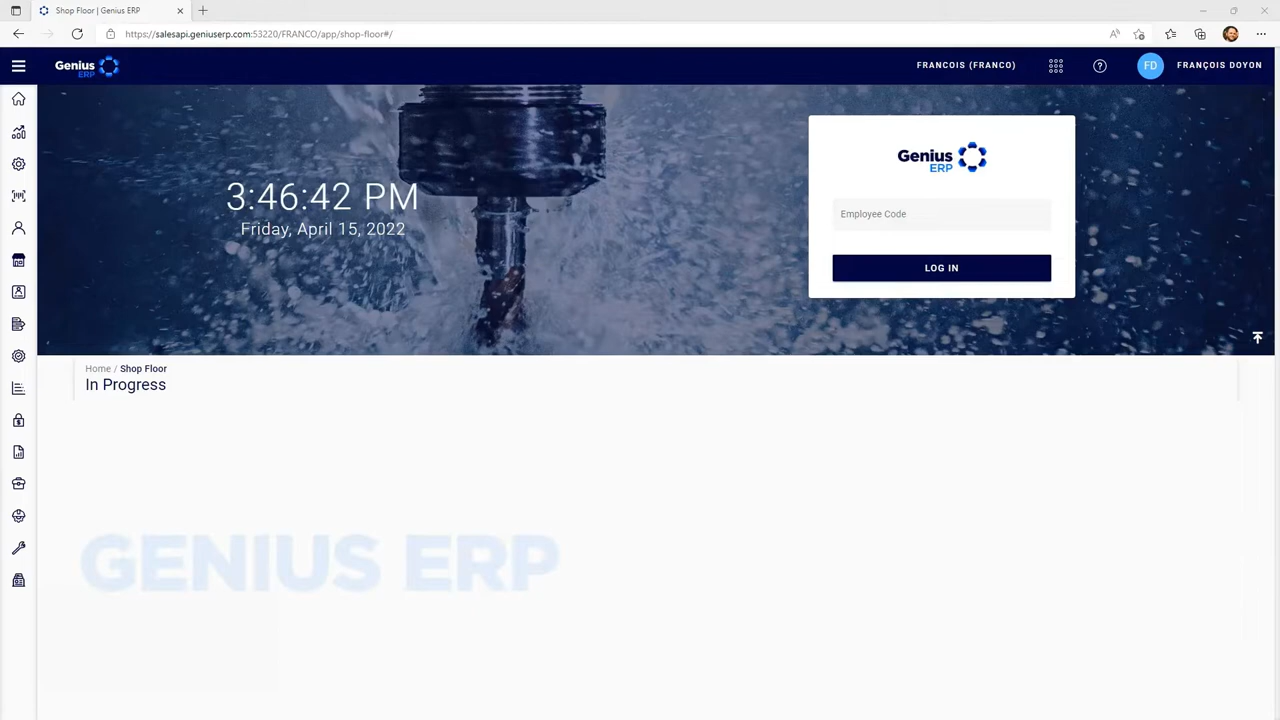 Shop Floor | Genius ERP
https://salesapi.geniuserp.com:53220/FRANCO/app/shop-floor#/
Genius
ERP
FRANCOIS (FRANCO)
FD
FRANÇOIS DOYON
Genius
ERP
3:46:42 PM
Friday, April 15, 2022
Employee Code
LOG IN
Home / Shop Floor
In Progress
GENIUS ERP